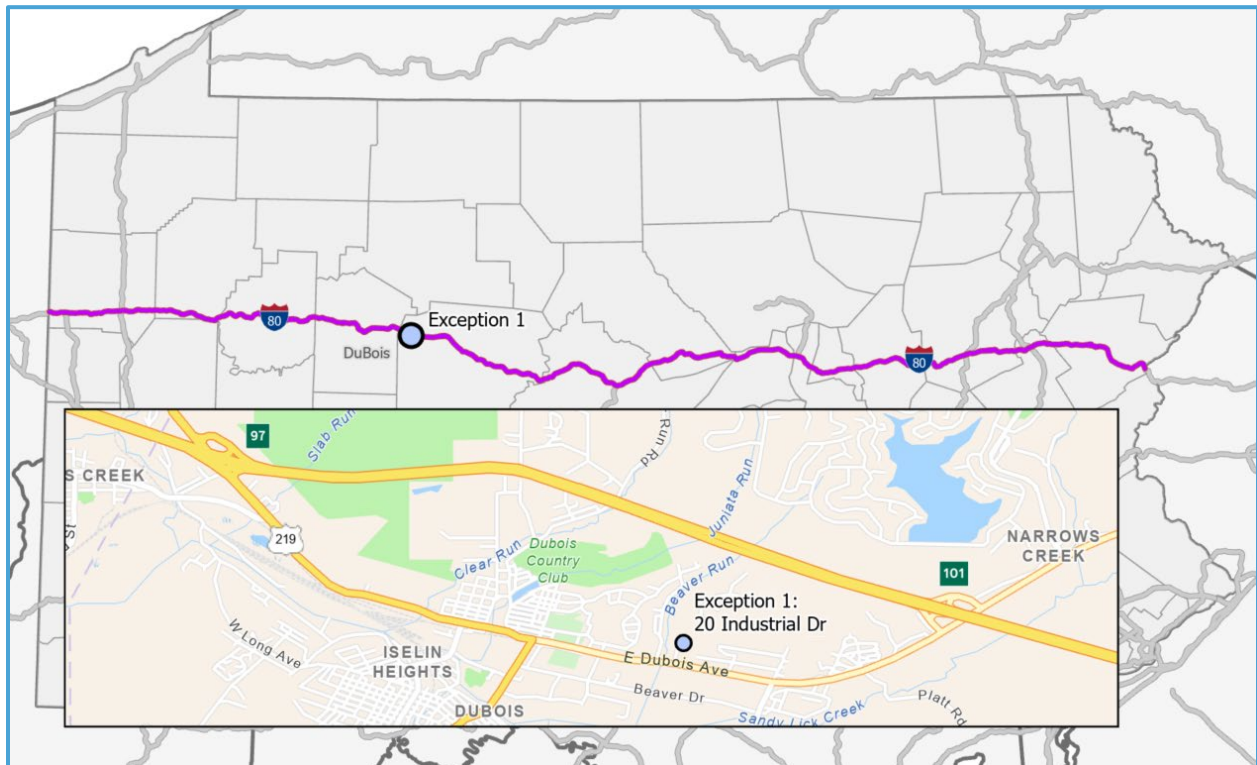 80
Exception 1
DuBois
80
97
Slab Run
S CREEK
219
Clear Run
Dubois
Country
Club
Run Rd
Juniata Run
Beaver Run
NARROWS
CREEK
101
Exception 1:
20 Industrial Dr
W Long Ave
ISELIN
HEIGHTS
E Dubois Ave
Beaver Dr
DUBOIS
Sandy Lick Creek
Platt Rd